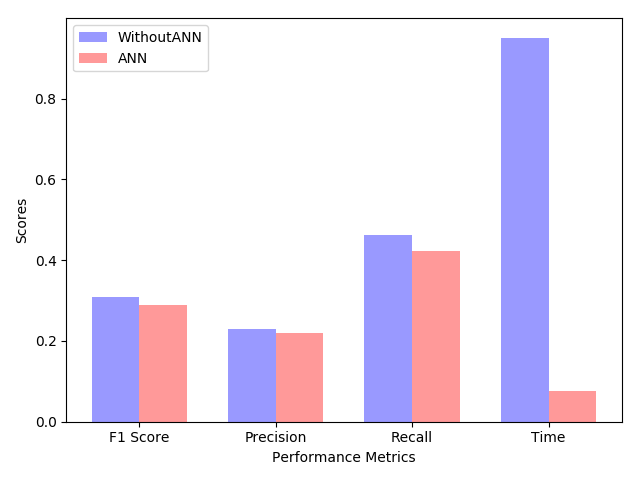 WithoutANN
ANN
Scores
0.8
0.6
0.4
0.2
0.0
F1 Score Precision Recall Time
Performance Metrics